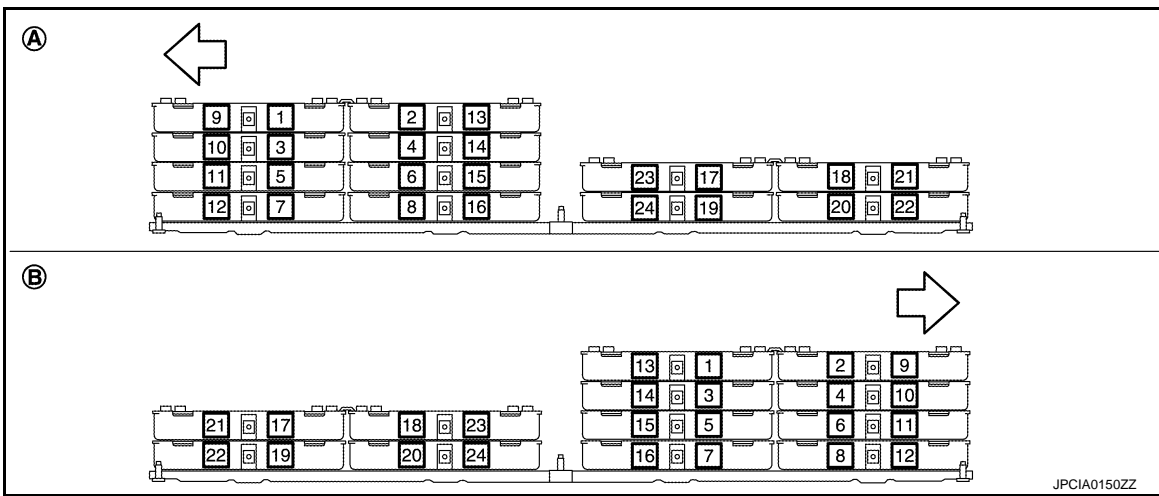 A
9 1 2 13
10 3 4 14
11 5 6 15 23 17 18 21
12 7 8 16 24 19 20 22
B
13 1 2 9
14 3 4 10
21 17 18 23 15 5 6 11
22 19 20 24 16 7 8 12
JPCIA0150ZZ